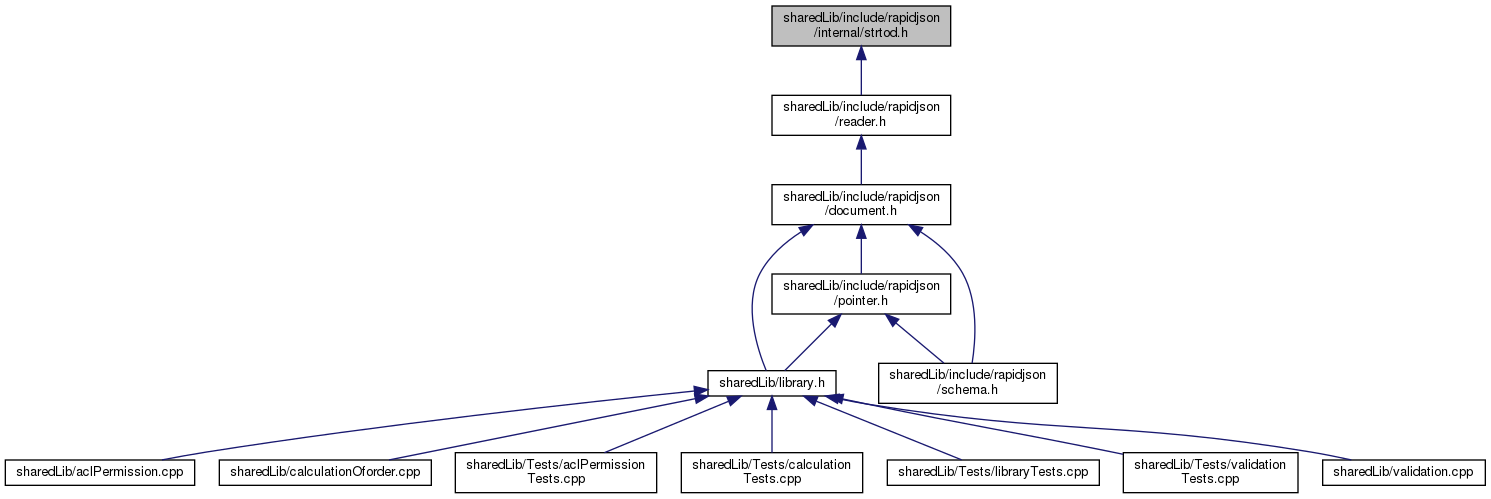 sharedLib/include/rapidjson
/internal/strtod.h
sharedLib/include/rapidjson
/reader.h
sharedLib/include/rapidjson
/document.h
sharedLib/include/rapidjson
/pointer.h
sharedLib/library.h
sharedLib/include/rapidjson
/schema.h
sharedLib/aclPermission.cpp
sharedLib/calculationOforder.cpp
sharedLib/Tests/aclPermission
Tests.cpp
sharedLib/Tests/calculation
Tests.cpp
sharedLib/Tests/libraryTests.cpp
sharedLib/Tests/validation
Tests.cpp
sharedLib/validation.cpp